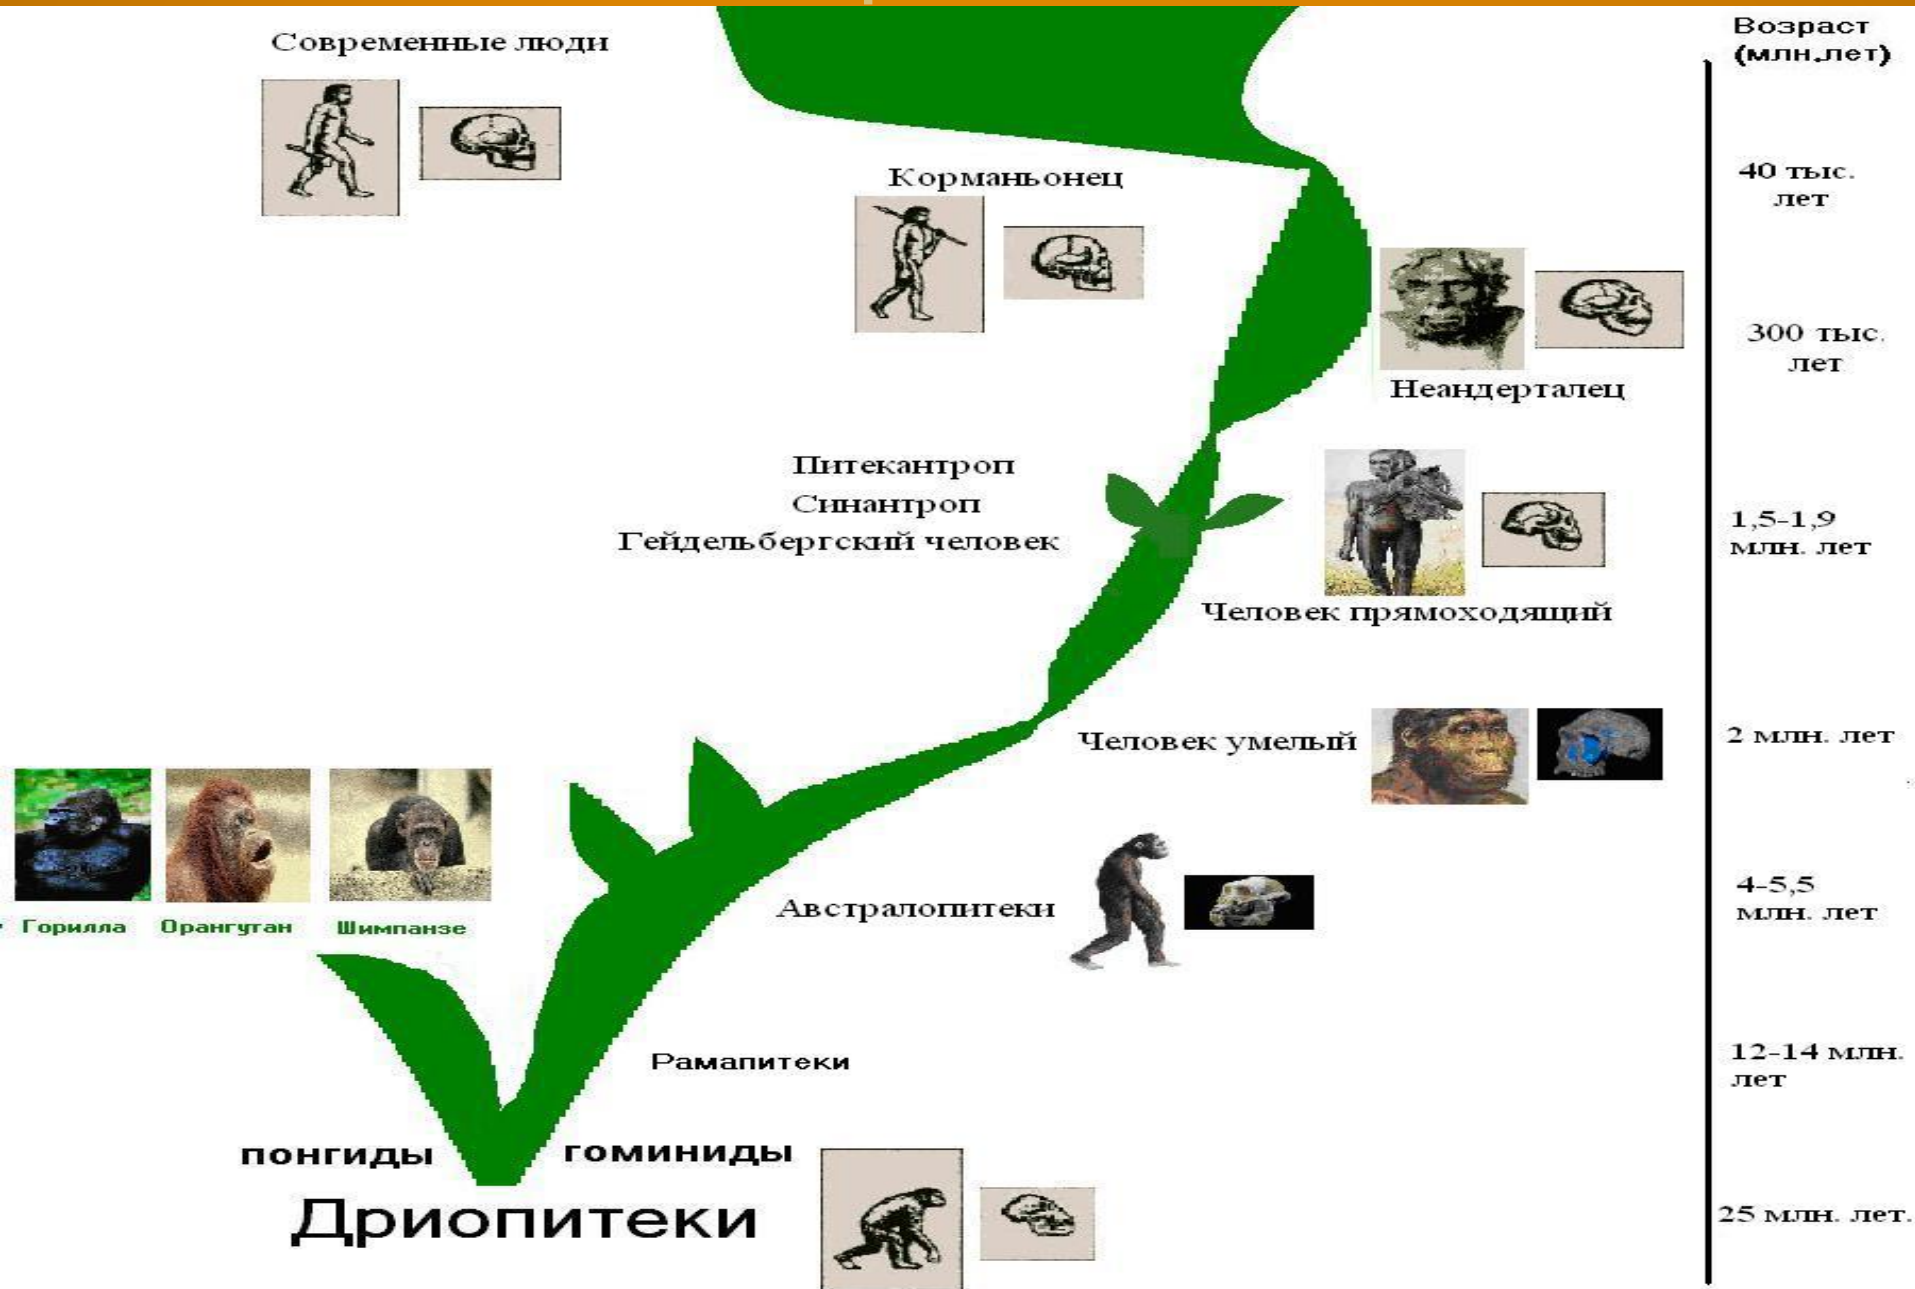 Возраст
(млн.лет)
Современные люди
40 тыс.
лет
Корманьонец
300 тыс.
лет
Неандерталец
Питекантроп
Синантроп
Гейдельбергский человек
1,5-1,9
млн. лет
Человек прямоходящий
Человек умелый
2 млн. лет
4-5,5
млн. лет
Австралопитеки
Горилла
Орангутан
Шимпанзе
12-14 млн.
лет
Рамапитеки
понгиды
гоминиды
Дриопитеки
25 млн. лет.